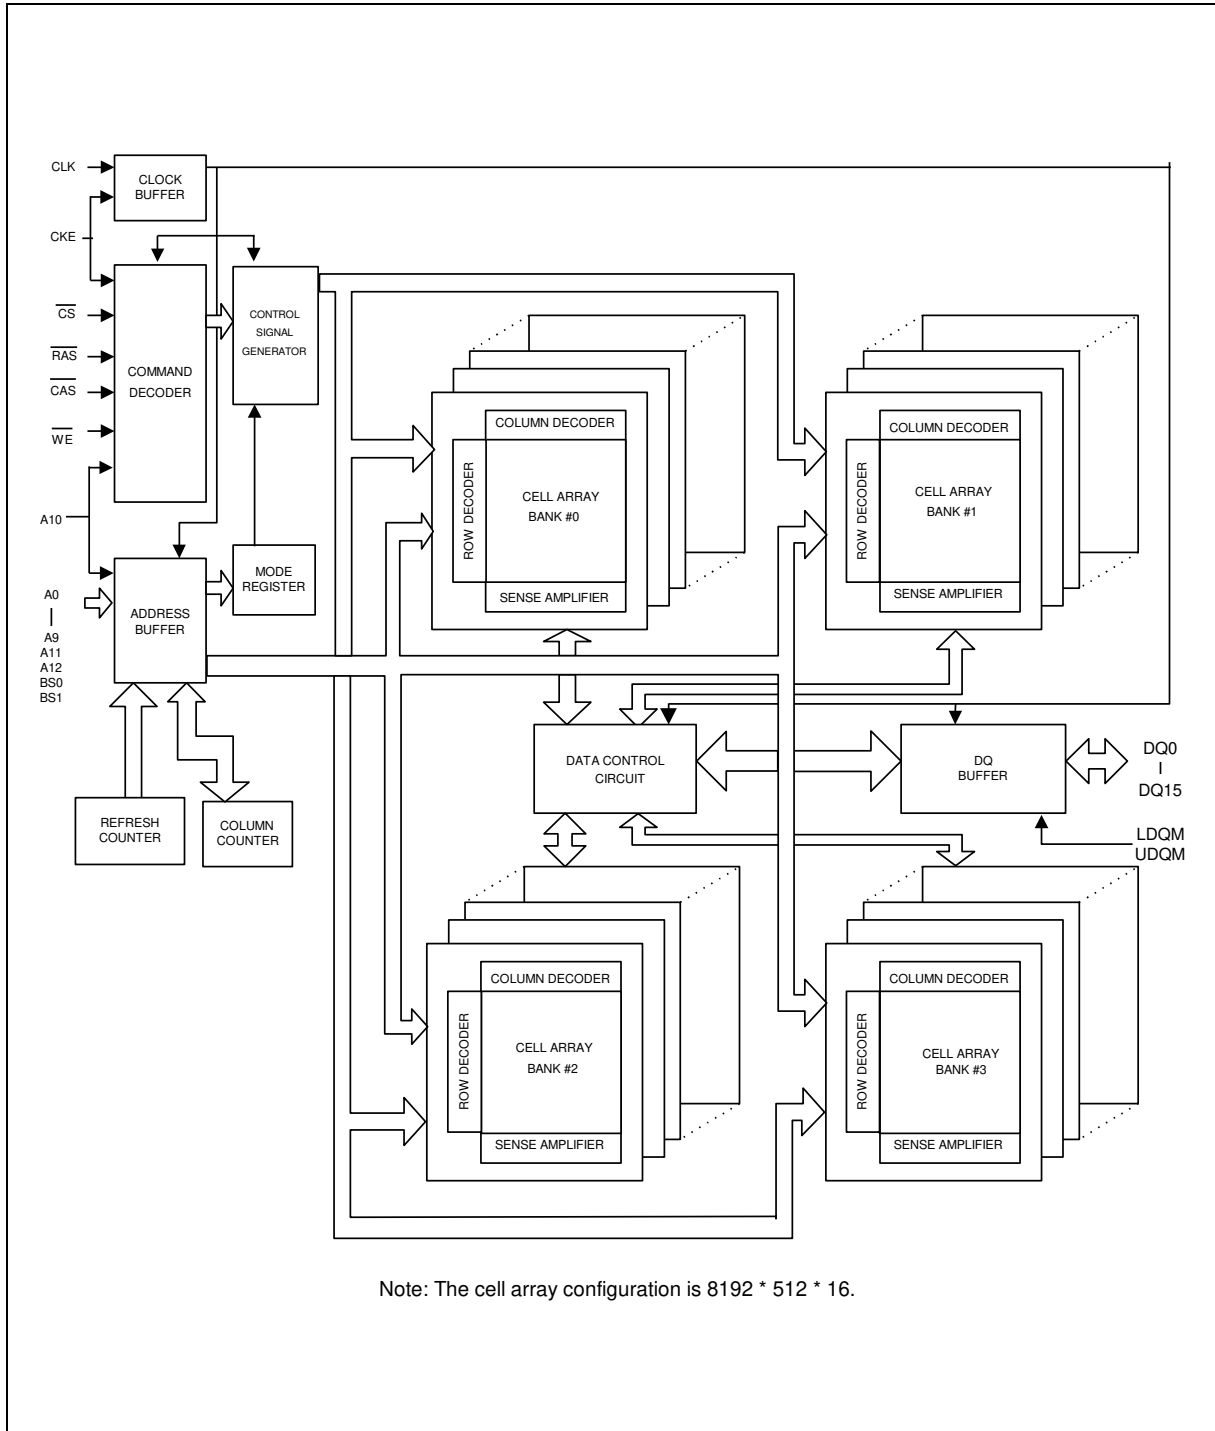 CLK
CLOCK
BUFFER
CKE
CS
RAS
CAS
WE
COMMAND
DECODER
CONTROL
SIGNAL
GENERATOR
A10
A0
A9
A11
A12
BS0
BS1
ADDRESS
BUFFER
MODE
REGISTER
REFRESH
COUNTER
COLUMN
COUNTER
COLUMN DECODER
ROW DECODER
CELL ARRAY
BANK #0
SENSE AMPLIFIER
COLUMN DECODER
ROW DECODER
CELL ARRAY
BANK #1
SENSE AMPLIFIER
DATA CONTROL
CIRCUIT
DQ
BUFFER
DQ0
DQ15
LDQM
UDQM
COLUMN DECODER
ROW DECODER
CELL ARRAY
BANK #2
SENSE AMPLIFIER
COLUMN DECODER
ROW DECODER
CELL ARRAY
BANK #3
SENSE AMPLIFIER
Note: The cell array configuration is 8192 * 512 * 16.